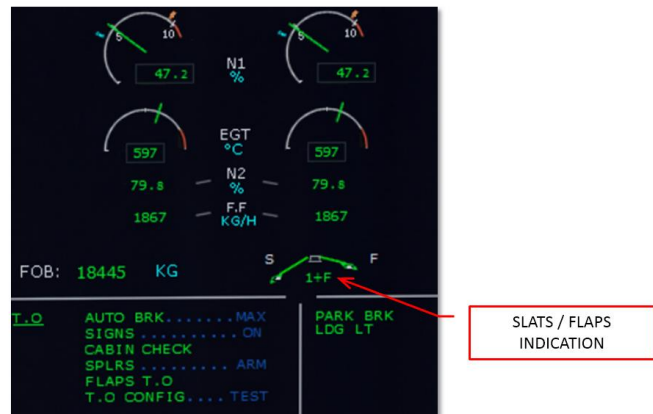 5 10 5 10
N1
47.2 % 47.2
EGT
597 °C 597
N2
79.8 % 79.8
F.F
1867 KG/H 1867
S F
FOB: 18445 KG 1+F
T.O AUTO BRK.......MAX PARK BRK
SIGNS..........ON LDG LT
CABIN CHECK
SPLRS.........ARM
FLAPS T.O
T.O CONFIG....TEST
SLATS / FLAPS
INDICATION